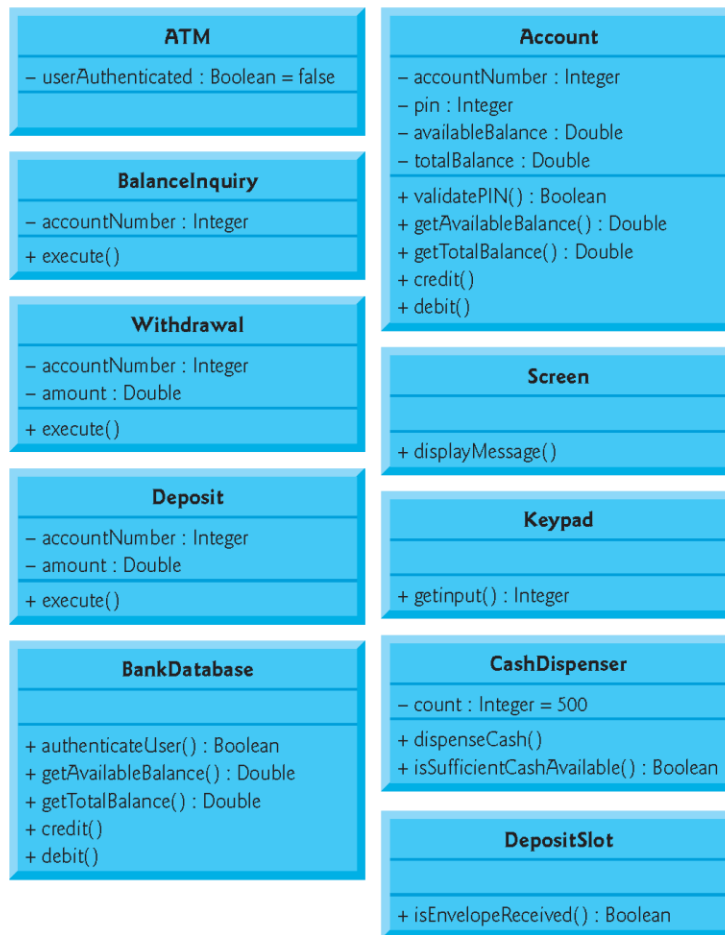 ATM
– userAuthenticated : Boolean = false
BalanceInquiry
– accountNumber : Integer
+ execute()
Withdrawal
– accountNumber : Integer
– amount : Double
+ execute()
Deposit
– accountNumber : Integer
– amount : Double
+ execute()
BankDatabase
+ authenticateUser() : Boolean
+ getAvailableBalance() : Double
+ getTotalBalance() : Double
+ credit()
+ debit()
Account
– accountNumber : Integer
– pin : Integer
– availableBalance : Double
– totalBalance : Double
+ validatePIN() : Boolean
+ getAvailableBalance() : Double
+ getTotalBalance() : Double
+ credit()
+ debit()
Screen
+ displayMessage()
Keypad
+ getinput() : Integer
CashDispenser
– count : Integer = 500
+ dispenseCash()
+ isSufficientCashAvailable() : Boolean
DepositSlot
+ isEnvelopeReceived() : Boolean